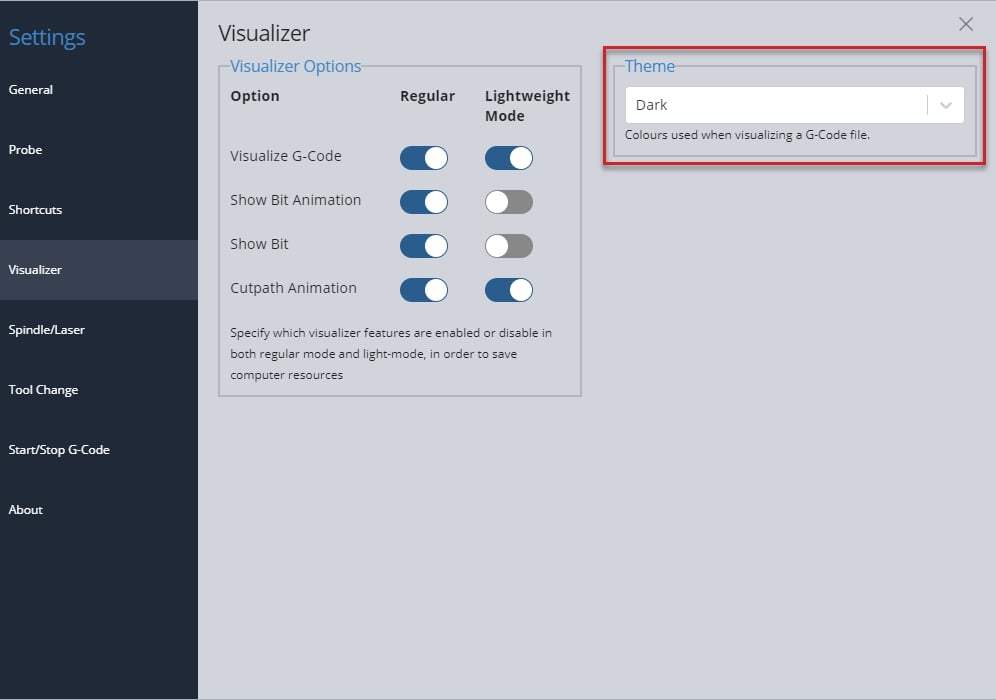 Settings
General
Probe
Shortcuts
Visualizer
Spindle/Laser
Tool Change
Start/Stop G-Code
About
Visualizer
Visualizer Options
Option Regular Lightweight
Mode
Visualize G-Code
Show Bit Animation
Show Bit
Cutpath Animation
Specify which visualizer features are enabled or disable in
both regular mode and light-mode, in order to save
computer resources
Theme
Dark
Colours used when visualizing a G-Code file.